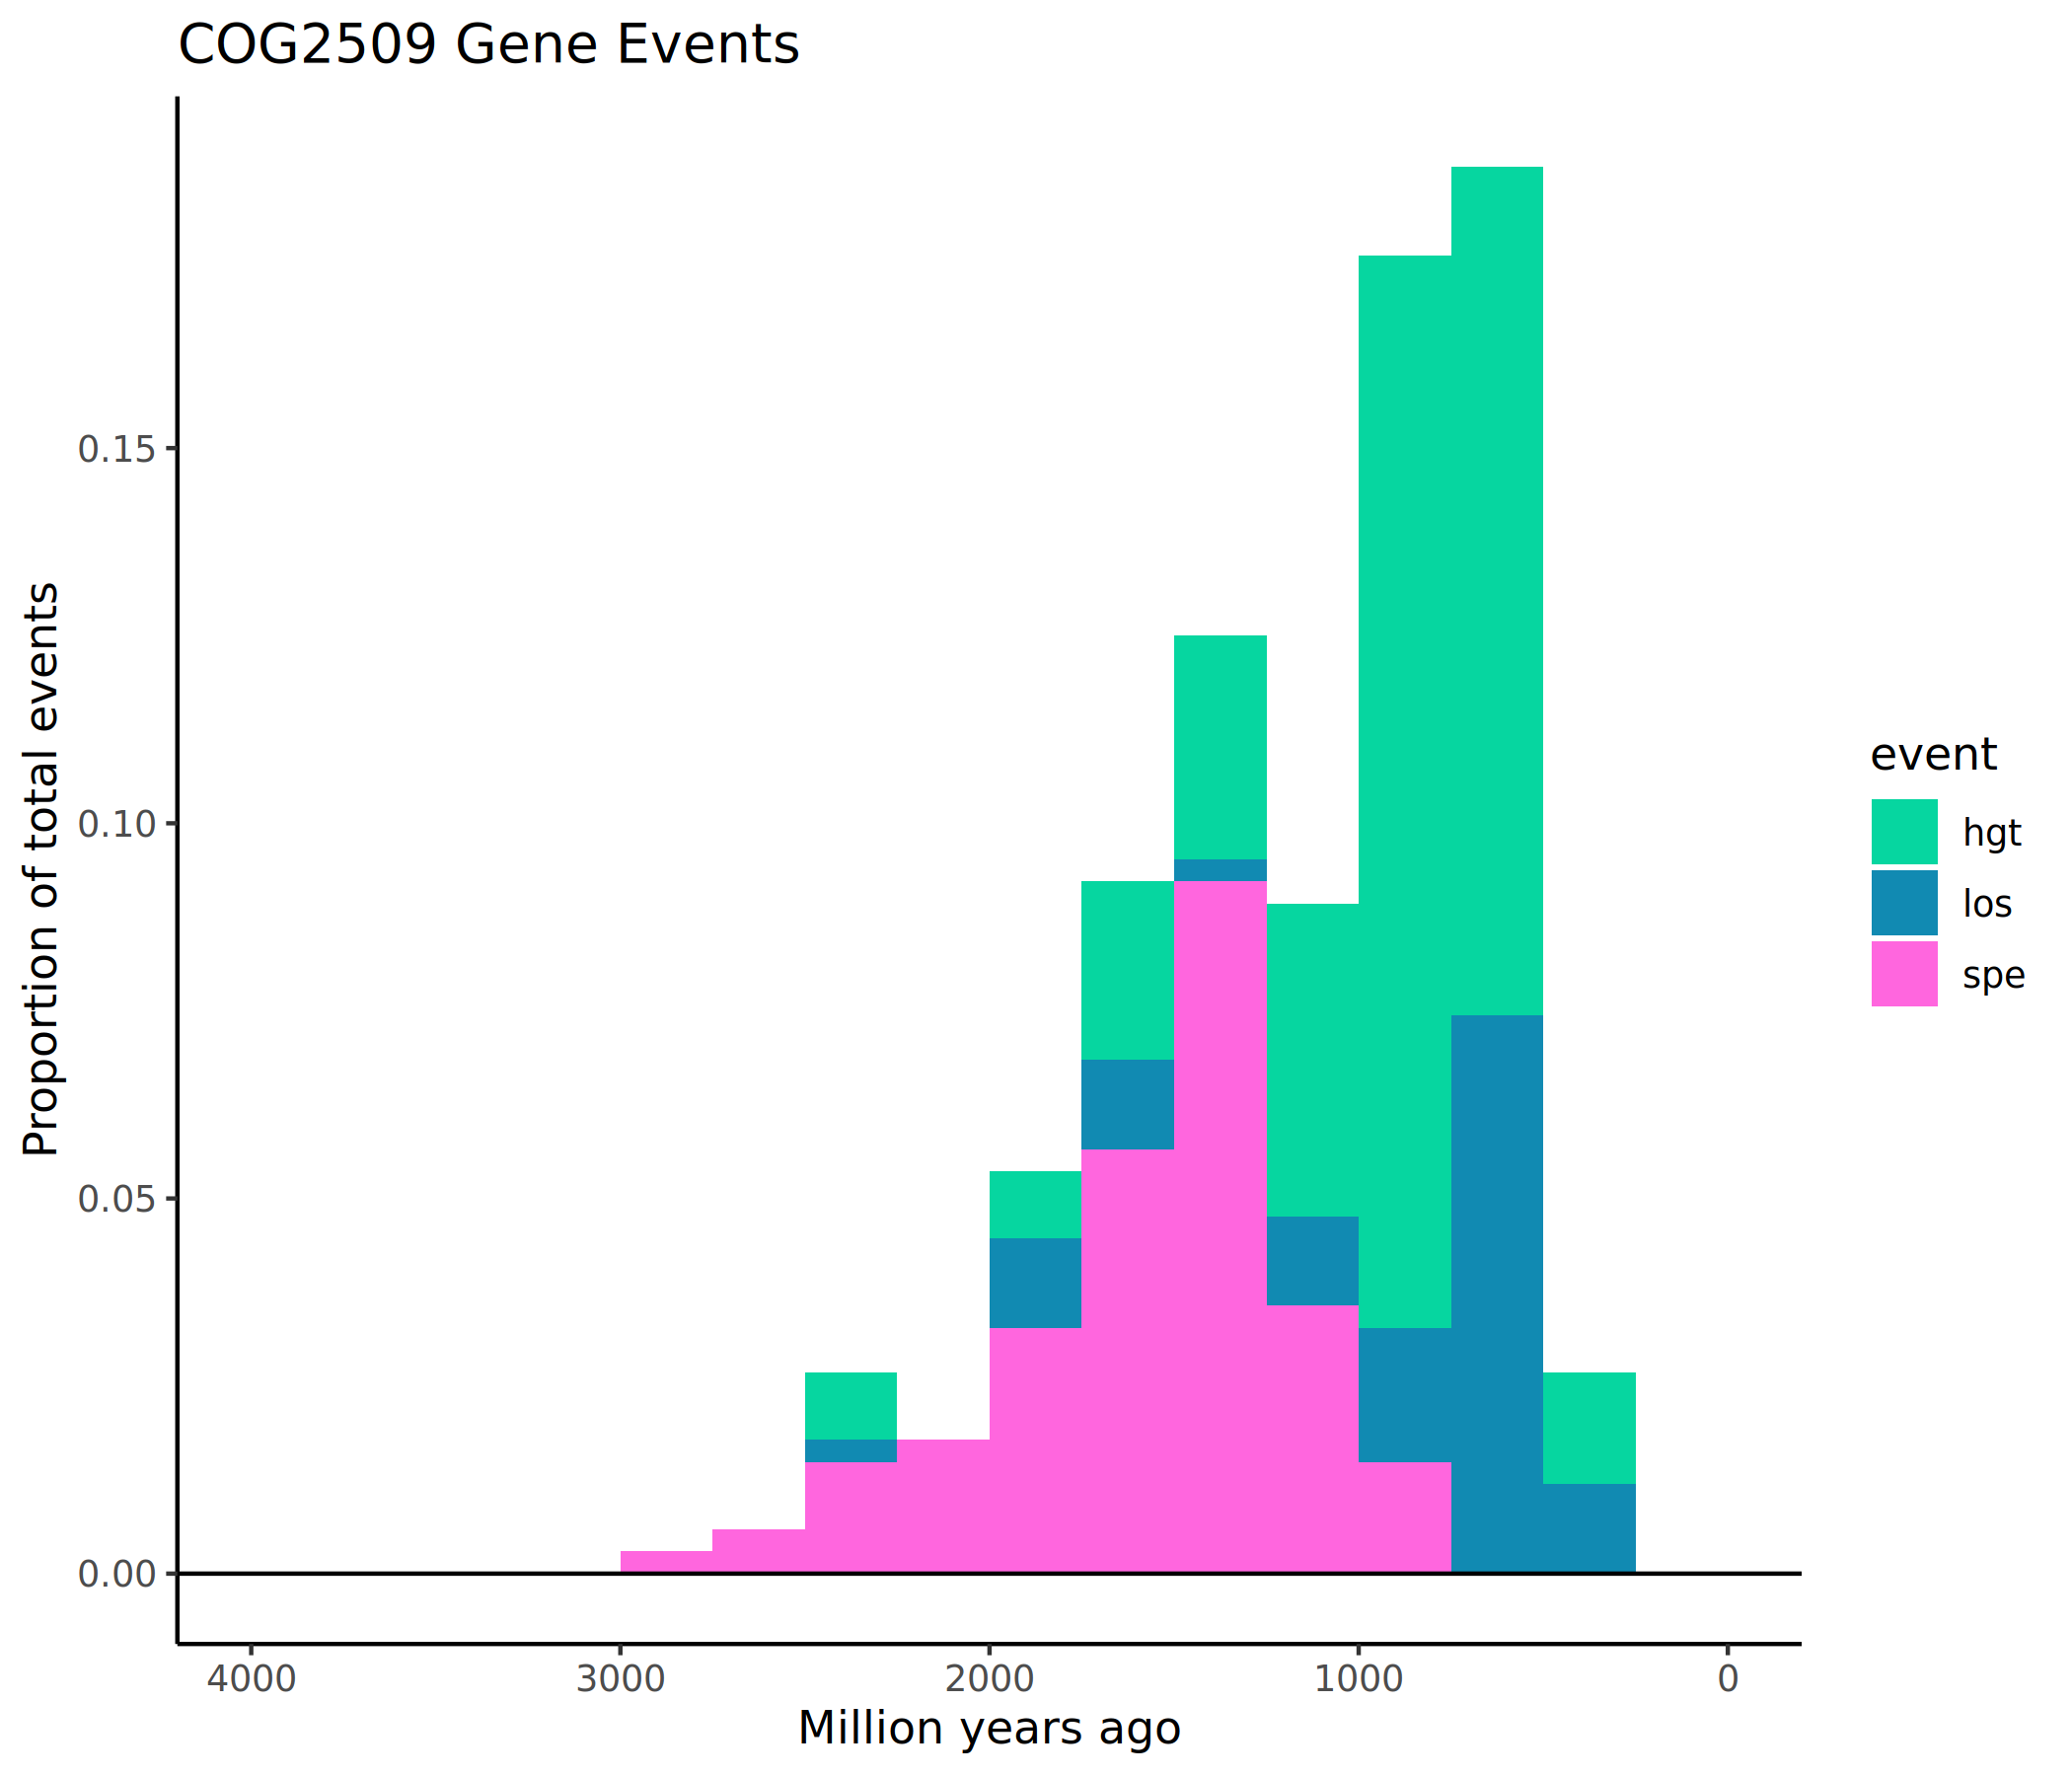 COG2509 Gene Events
Proportion of total events
0.15
0.10
0.05
0.00
4000 3000 2000 1000 0
Million years ago
event
hgt
los
spe